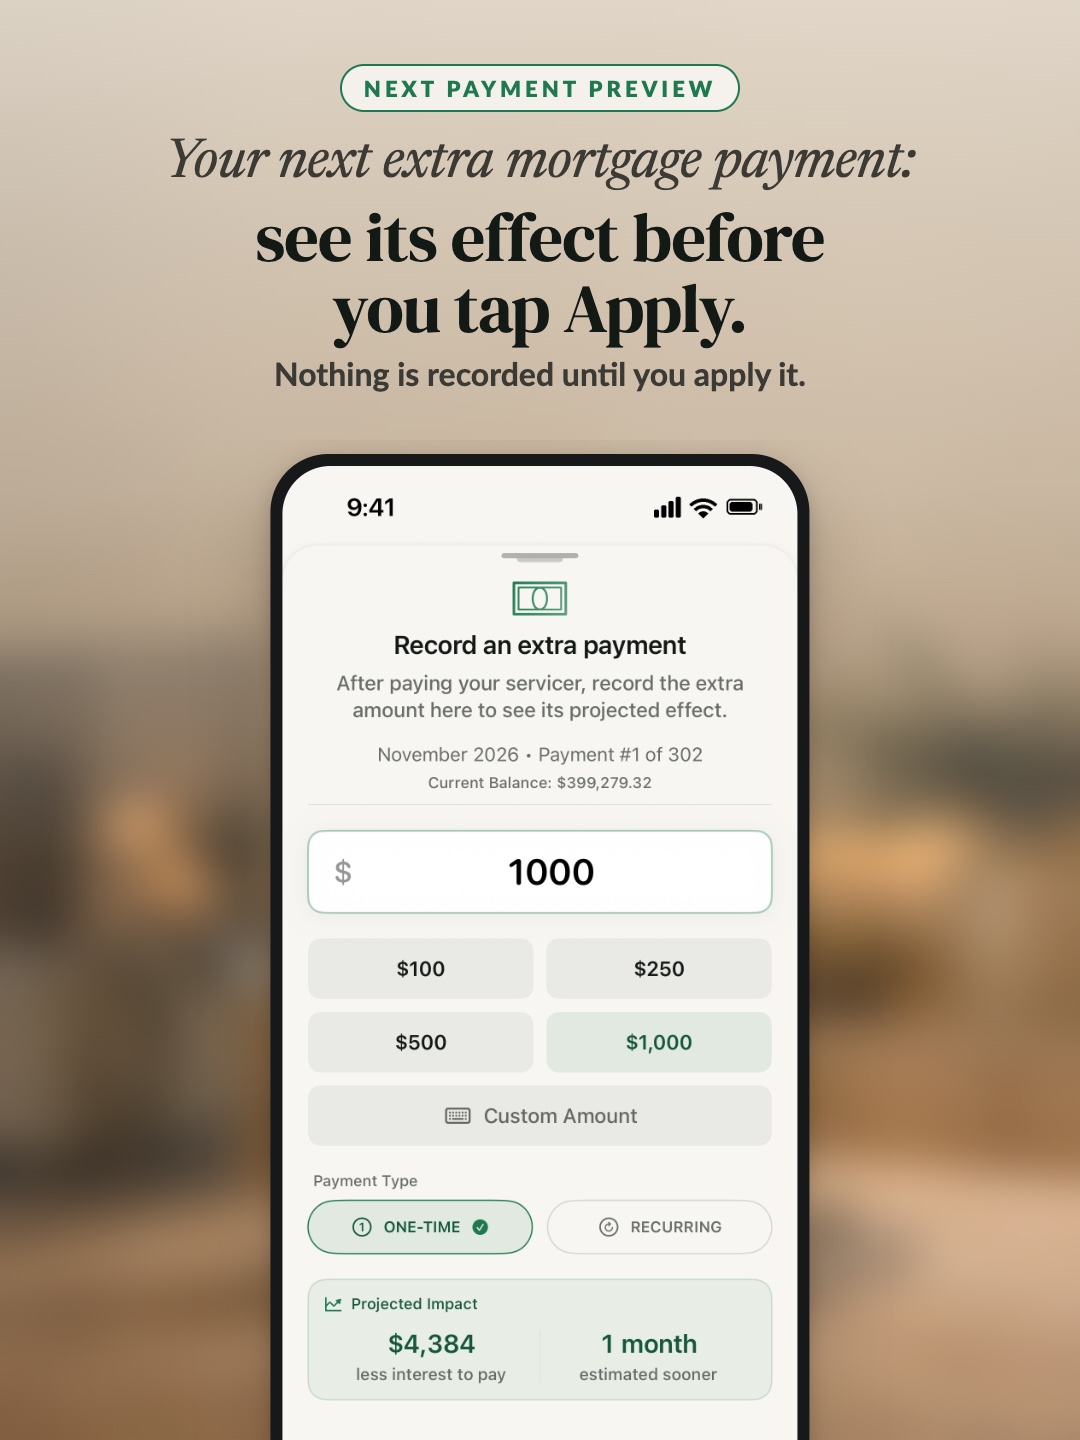 NEXT PAYMENT PREVIEW
Your next extra mortgage payment:
see its effect before
you tap Apply.
Nothing is recorded until you apply it.
9:41
Record an extra payment
After paying your servicer, record the extra
amount here to see its projected effect.
November 2026 • Payment #1 of 302
Current Balance: $399,279.32
$ 1000
$100 $250
$500 $1,000
Custom Amount
Payment Type
1 ONE-TIME RECURRING
Projected Impact
$4,384 1 month
less interest to pay estimated sooner